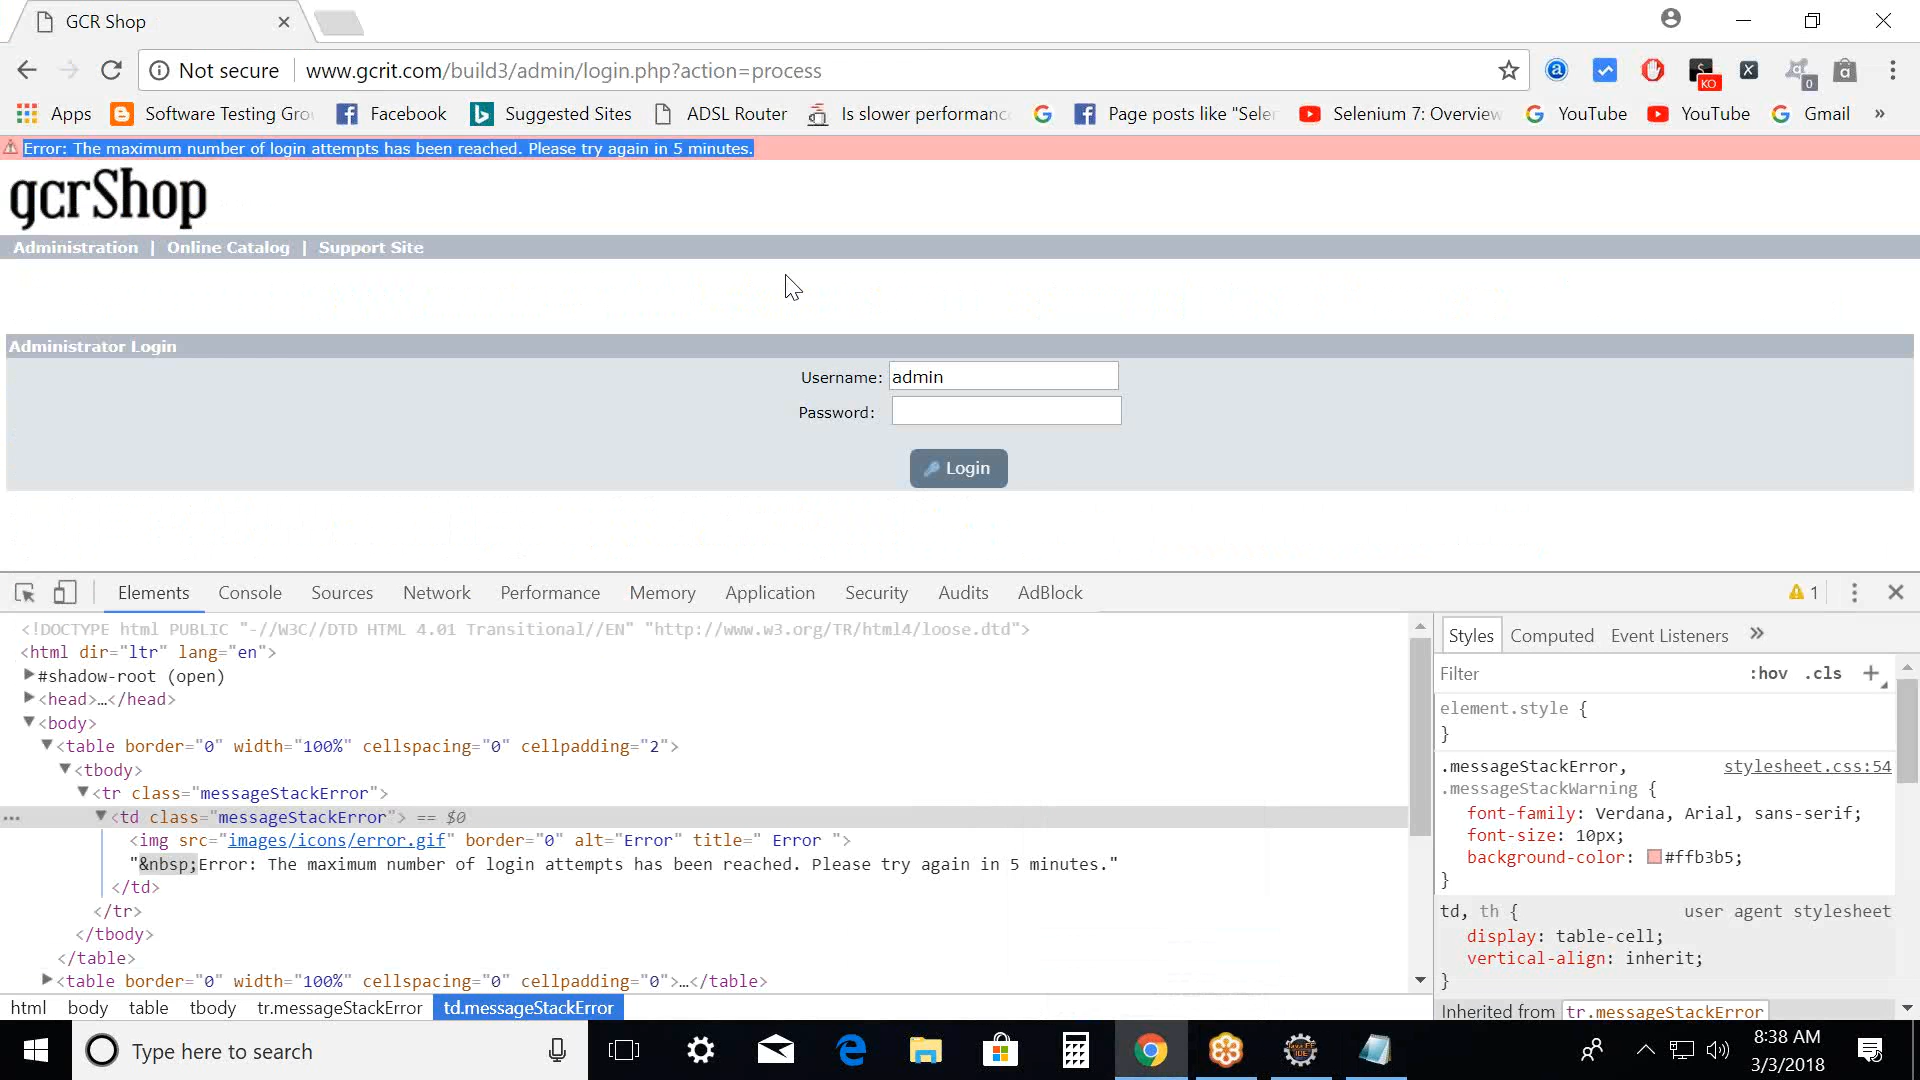 GCR Shop
Not secure www.gcrit.com/build3/admin/login.php?action=process
Apps Software Testing Gro Facebook Suggested Sites ADSL Router Is slower performanc Page posts like "Seler Selenium 7: Overview YouTube YouTube Gmail »
KO
0
Error: The maximum number of login attempts has been reached. Please try again in 5 minutes.
gcrShop
Administration | Online Catalog | Support Site
Administrator Login
Username: admin
Password:
Login
Elements Console Sources Network Performance Memory Application Security Audits AdBlock 1
<!DOCTYPE html PUBLIC "-//W3C//DTD HTML 4.01 Transitional//EN" "http://www.w3.org/TR/html4/loose.dtd">
<html dir="ltr" lang="en">
#shadow-root (open)
<head>…</head>
<body>
<table border="0" width="100%" cellspacing="0" cellpadding="2">
<tbody>
<tr class="messageStackError">
<td class="messageStackError"> == $0
<img src="images/icons/error.gif" border="0" alt="Error" title=" Error ">
"&nbsp;Error: The maximum number of login attempts has been reached. Please try again in 5 minutes."
</td>
</tr>
</tbody>
</table>
<table border="0" width="100%" cellspacing="0" cellpadding="0">…</table>
html body table tbody tr.messageStackError td.messageStackError
Styles Computed Event Listeners »
Filter :hov .cls +
element.style {
}
.messageStackError, stylesheet.css:54
.messageStackWarning {
font-family: Verdana, Arial, sans-serif;
font-size: 10px;
background-color: #ffb3b5;
}
td, th { user agent stylesheet
display: table-cell;
vertical-align: inherit;
}
Inherited from tr.messageStackError
Type here to search
8:38 AM
3/3/2018